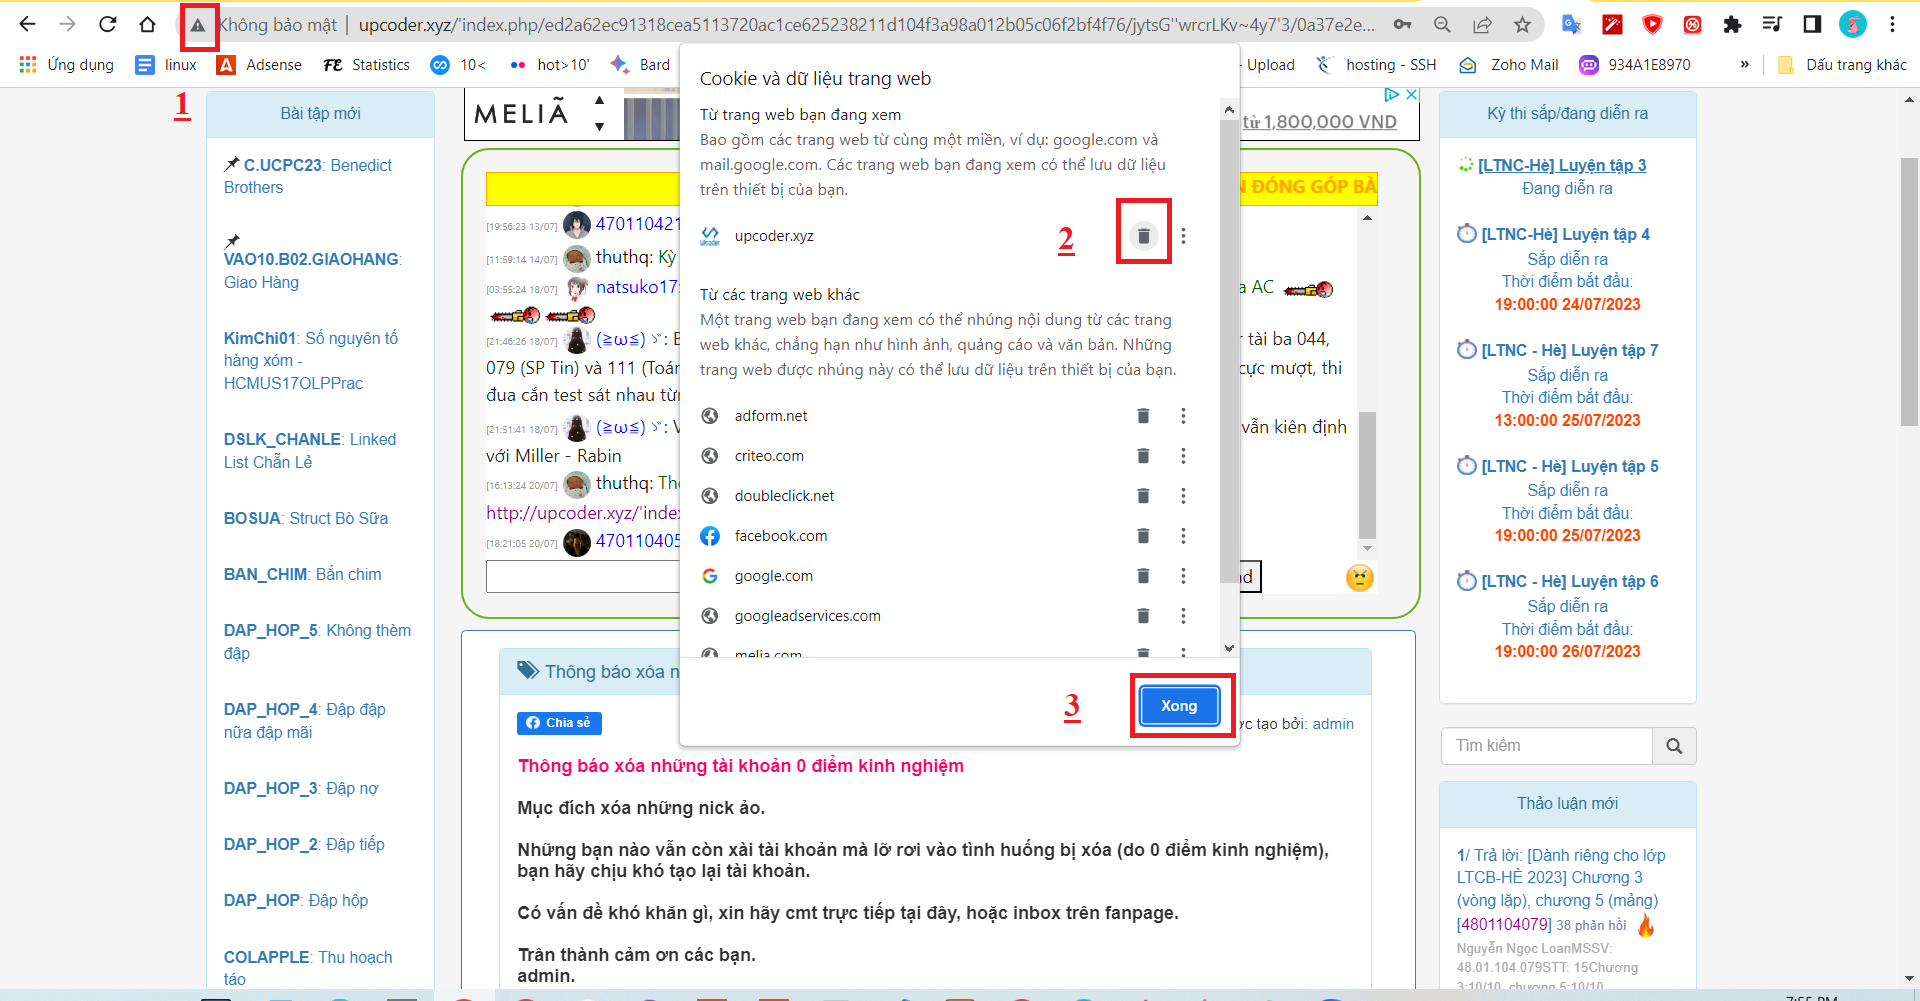 Không bảo mật | upcoder.xyz/'index.php/ed2a62ec91318cea5113720ac1ce625238211d104f3a98a012b05c06f2bf4f76/jytsG''wrcrLKv~4y7'3/0a37e2e...
Ứng dụng linux Adsense Statistics 10< hot>10' Bard - Upload hosting - SSH Zoho Mail 934A1E8970 » Dấu trang khác
1
Bài tập mới
C.UCPC23: Benedict
Brothers
VAO10.B02.GIAOHANG:
Giao Hàng
KimChi01: Số nguyên tố
hàng xóm -
HCMUS17OLPPrac
DSLK_CHANLE: Linked
List Chẵn Lẻ
BOSUA: Struct Bò Sữa
BAN_CHIM: Bắn chim
DAP_HOP_5: Không thèm
đập
DAP_HOP_4: Đập đập
nữa đập mãi
DAP_HOP_3: Đập nợ
DAP_HOP_2: Đập tiếp
DAP_HOP: Đập hộp
COLAPPLE: Thu hoạch
táo
MELIÃ
từ 1,800,000 VND
N ĐÓNG GÓP BÀ
[19:56:23 13/07] 470110421
[11:59:14 14/07] thuthq: Kỳ
[03:55:24 18/07] natsuko17: a AC
[21:46:26 18/07] (≧ω≦)ゞ: tài ba 044,
079 (SP Tin) và 111 (Toán cực mượt, thi
đua cắn test sát nhau từn
[21:51:41 18/07] (≧ω≦)ゞ: V vẫn kiên định
với Miller - Rabin
[16:13:24 20/07] thuthq: Th
http://upcoder.xyz/'inde
[18:21:05 20/07] 470110405
nd
Cookie và dữ liệu trang web
Từ trang web bạn đang xem
Bao gồm các trang web từ cùng một miền, ví dụ: google.com và
mail.google.com. Các trang web bạn đang xem có thể lưu dữ liệu
trên thiết bị của bạn.
upcoder.xyz
2
Từ các trang web khác
Một trang web bạn đang xem có thể nhúng nội dung từ các trang
web khác, chẳng hạn như hình ảnh, quảng cáo và văn bản. Những
trang web được nhúng này có thể lưu dữ liệu trên thiết bị của bạn.
adform.net
criteo.com
doubleclick.net
facebook.com
google.com
googleadservices.com
melia.com
3
Xong
Thông báo xóa n
Chia sẻ
ợc tạo bởi: admin
Thông báo xóa những tài khoản 0 điểm kinh nghiệm
Mục đích xóa những nick ảo.
Những bạn nào vẫn còn xài tài khoản mà lỡ rơi vào tình huống bị xóa (do 0 điểm kinh nghiệm),
bạn hãy chịu khó tạo lại tài khoản.
Có vấn đề khó khăn gì, xin hãy cmt trực tiếp tại đây, hoặc inbox trên fanpage.
Trân thành cảm ơn các bạn.
admin.
Kỳ thi sắp/đang diễn ra
[LTNC-Hè] Luyện tập 3
Đang diễn ra
[LTNC-Hè] Luyện tập 4
Sắp diễn ra
Thời điểm bắt đầu:
19:00:00 24/07/2023
[LTNC - Hè] Luyện tập 7
Sắp diễn ra
Thời điểm bắt đầu:
13:00:00 25/07/2023
[LTNC - Hè] Luyện tập 5
Sắp diễn ra
Thời điểm bắt đầu:
19:00:00 25/07/2023
[LTNC - Hè] Luyện tập 6
Sắp diễn ra
Thời điểm bắt đầu:
19:00:00 26/07/2023
Tìm kiếm
Thảo luận mới
1/ Trả lời: [Dành riêng cho lớp
LTCB-HÈ 2023] Chương 3
(vòng lặp), chương 5 (mảng)
[4801104079] 38 phản hồi
Nguyễn Ngọc LoanMSSV:
48.01.104.079STT: 15Chương
3:10/10, chương 5:10/10
7:55 PM